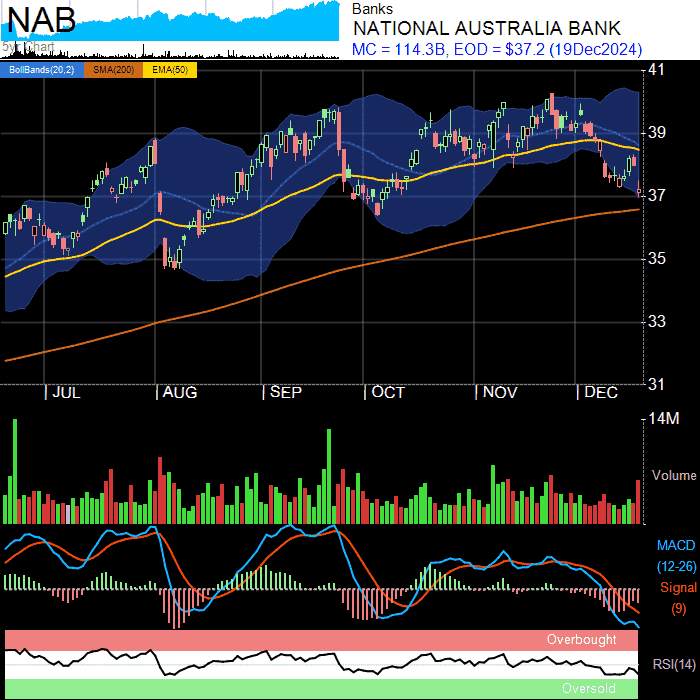 NAB
5yr Chart
Banks
NATIONAL AUSTRALIA BANK
MC = 114.3B, EOD = $37.2 (19Dec2024)
BollBands(20,2) SMA(200) EMA(50)
41
39
37
35
33
31
JUL AUG SEP OCT NOV DEC
14M
Volume
MACD
(12-26)
Signal
(9)
Overbought
RSI(14)
Oversold